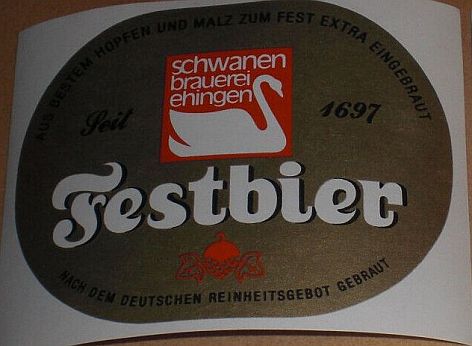 AUS BESTEM HOPFEN UND MALZ ZUM FEST EXTRA EINGEBRAUT
schwanen
brauerei
ehingen
Seit 1697
Festbier
NACH DEM DEUTSCHEN REINHEITSGEBOT GEBRAUT